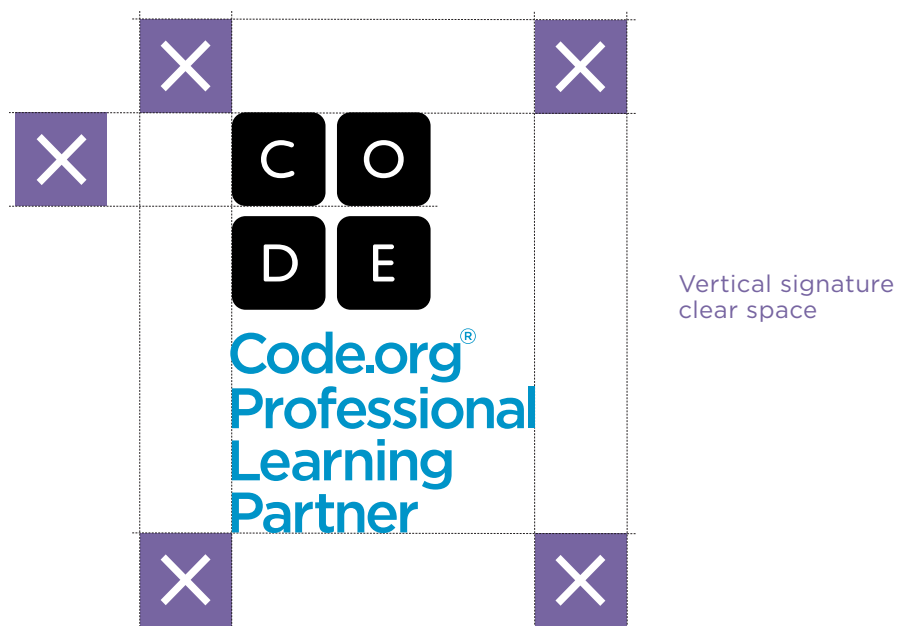 C O
D E
Code.org®
Professional
Learning
Partner
Vertical signature
clear space